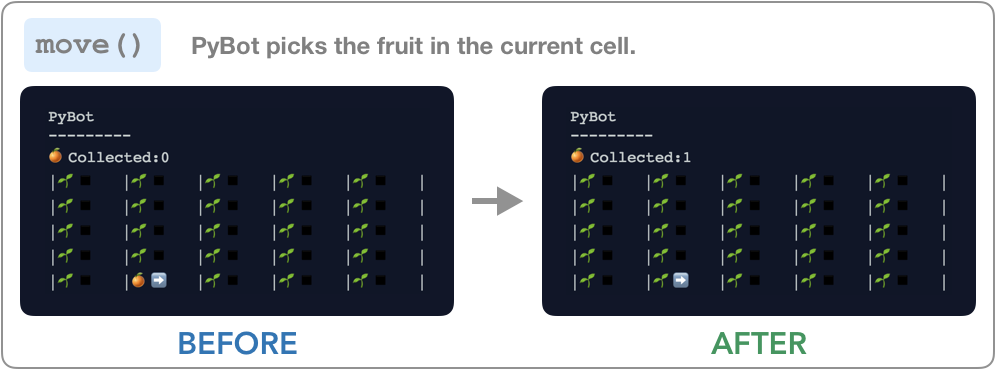 move()
PyBot picks the fruit in the current cell.
PyBot
---------
🍊 Collected:0
|🌱 ◼ |🌱 ◼ |🌱 ◼ |🌱 ◼ |🌱 ◼ |
|🌱 ◼ |🌱 ◼ |🌱 ◼ |🌱 ◼ |🌱 ◼ |
|🌱 ◼ |🌱 ◼ |🌱 ◼ |🌱 ◼ |🌱 ◼ |
|🌱 ◼ |🌱 ◼ |🌱 ◼ |🌱 ◼ |🌱 ◼ |
|🌱 ◼ |🍊 ➡️ |🌱 ◼ |🌱 ◼ |🌱 ◼ |
BEFORE
PyBot
---------
🍊 Collected:1
|🌱 ◼ |🌱 ◼ |🌱 ◼ |🌱 ◼ |🌱 ◼ |
|🌱 ◼ |🌱 ◼ |🌱 ◼ |🌱 ◼ |🌱 ◼ |
|🌱 ◼ |🌱 ◼ |🌱 ◼ |🌱 ◼ |🌱 ◼ |
|🌱 ◼ |🌱 ◼ |🌱 ◼ |🌱 ◼ |🌱 ◼ |
|🌱 ◼ |🌱 ➡️ |🌱 ◼ |🌱 ◼ |🌱 ◼ |
AFTER